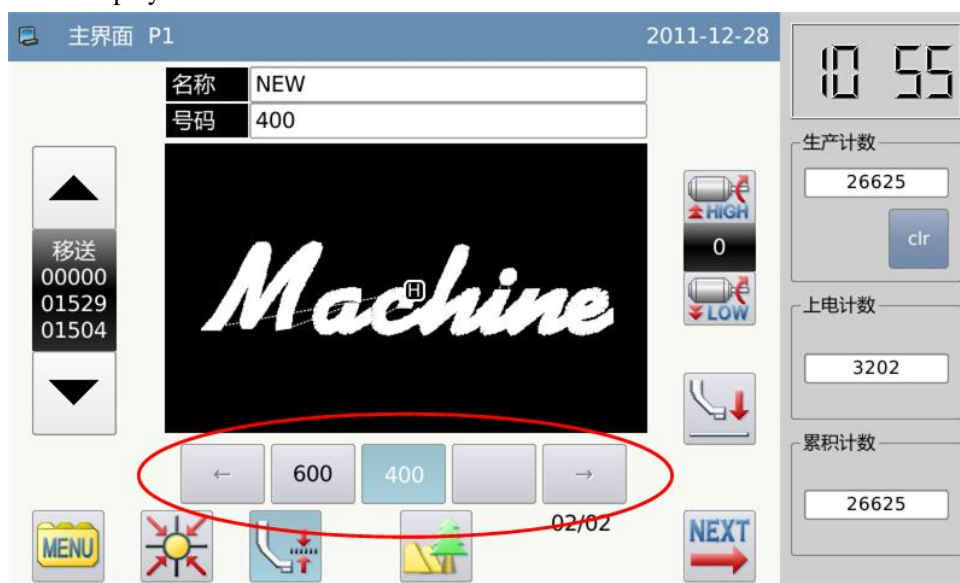 主界面 P1
2011-12-28
10 55
名称 NEW
号码 400
移送
00000
01529
01504
Machine
H
HIGH
0
LOW
生产计数
26625
clr
上电计数
3202
累积计数
26625
← 600 400 →
02/02
MENU
NEXT